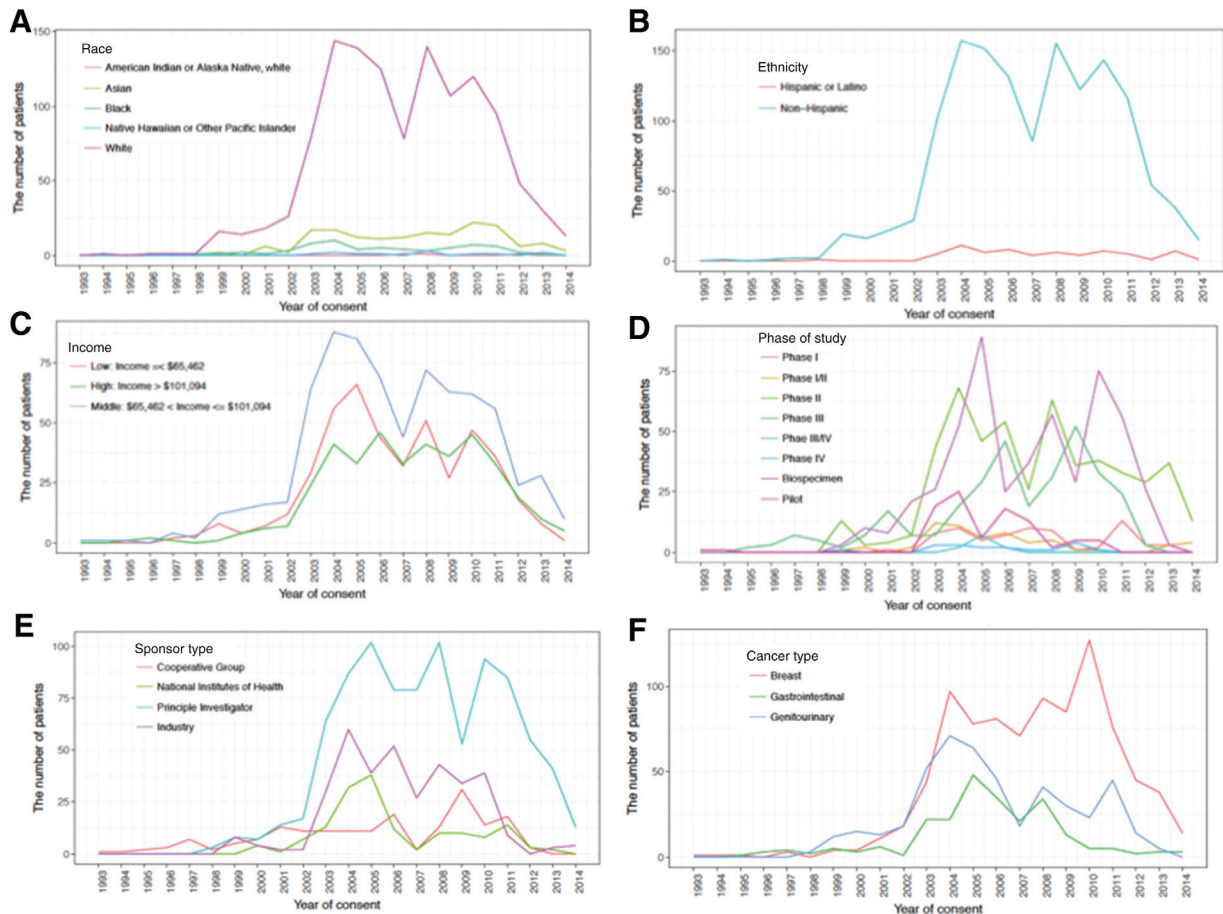 A
Race
American Indian or Alaska Native, white
Asian
Black
Native Hawaiian or Other Pacific Islander
White
The number of patients
150
100
50
0
1993 1994 1995 1996 1997 1998 1999 2000 2001 2002 2003 2004 2005 2006 2007 2008 2009 2010 2011 2012 2013 2014
Year of consent
B
Ethnicity
Hispanic or Latino
Non-Hispanic
The number of patients
150
100
50
0
1993 1994 1995 1996 1997 1998 1999 2000 2001 2002 2003 2004 2005 2006 2007 2008 2009 2010 2011 2012 2013 2014
Year of consent
C
Income
Low: Income =< $65,462
High: Income > $101,094
Middle: $65,462 < Income <= $101,094
The number of patients
75
50
25
0
1993 1994 1995 1996 1997 1998 1999 2000 2001 2002 2003 2004 2005 2006 2007 2008 2009 2010 2011 2012 2013 2014
Year of consent
D
Phase of study
Phase I
Phase I/II
Phase II
Phase III
Phae III/IV
Phase IV
Biospecimen
Pilot
The number of patients
75
50
25
0
1993 1994 1995 1996 1997 1998 1999 2000 2001 2002 2003 2004 2005 2006 2007 2008 2009 2010 2011 2012 2013 2014
Year of consent
E
Sponsor type
Cooperative Group
National Institutes of Health
Principle Investigator
Industry
The number of patients
100
75
50
25
0
1993 1994 1995 1996 1997 1998 1999 2000 2001 2002 2003 2004 2005 2006 2007 2008 2009 2010 2011 2012 2013 2014
Year of consent
F
Cancer type
Breast
Gastrointestinal
Genitourinary
The number of patients
100
50
0
1993 1994 1995 1996 1997 1998 1999 2000 2001 2002 2003 2004 2005 2006 2007 2008 2009 2010 2011 2012 2013 2014
Year of consent